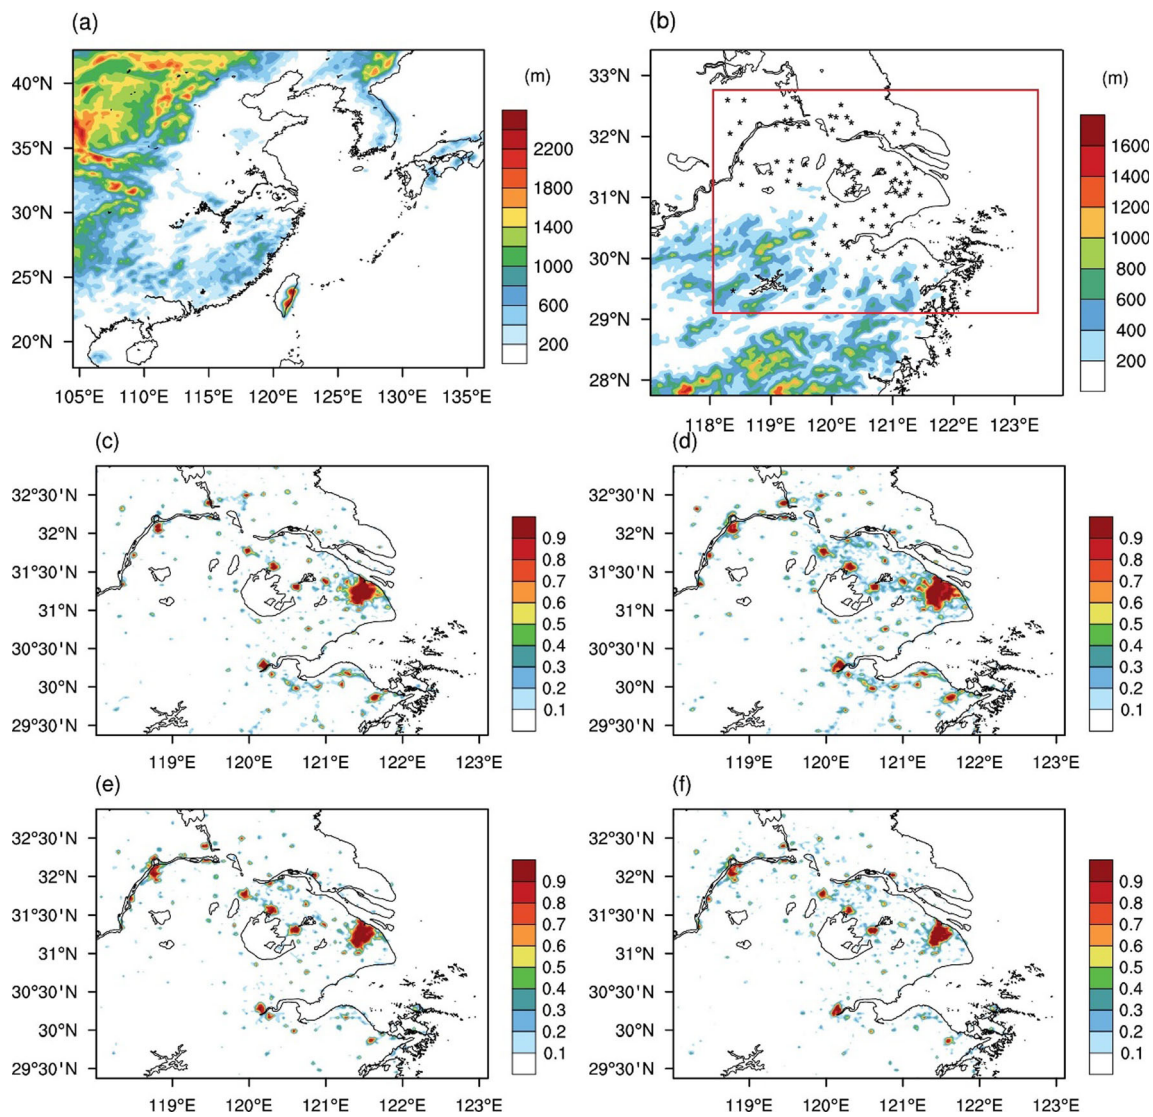 (a)
(b)
40°N
35°N
30°N
25°N
20°N
105°E 110°E 115°E 120°E 125°E 130°E 135°E
(m)
2200
1800
1400
1000
600
200
33°N
32°N
31°N
30°N
29°N
28°N
118°E 119°E 120°E 121°E 122°E 123°E
(m)
1600
1400
1200
1000
800
600
400
200
(c)
32°30'N
32°N
31°30'N
31°N
30°30'N
30°N
29°30'N
119°E 120°E 121°E 122°E 123°E
0.9
0.8
0.7
0.6
0.5
0.4
0.3
0.2
0.1
(d)
32°30'N
32°N
31°30'N
31°N
30°30'N
30°N
29°30'N
119°E 120°E 121°E 122°E 123°E
0.9
0.8
0.7
0.6
0.5
0.4
0.3
0.2
0.1
(e)
32°30'N
32°N
31°30'N
31°N
30°30'N
30°N
29°30'N
119°E 120°E 121°E 122°E 123°E
0.9
0.8
0.7
0.6
0.5
0.4
0.3
0.2
0.1
(f)
32°30'N
32°N
31°30'N
31°N
30°30'N
30°N
29°30'N
119°E 120°E 121°E 122°E 123°E
0.9
0.8
0.7
0.6
0.5
0.4
0.3
0.2
0.1